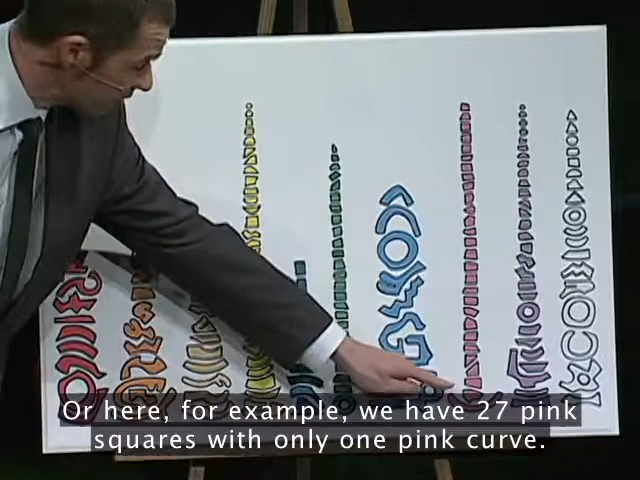 Or here, for example, we have 27 pink
squares with only one pink curve.